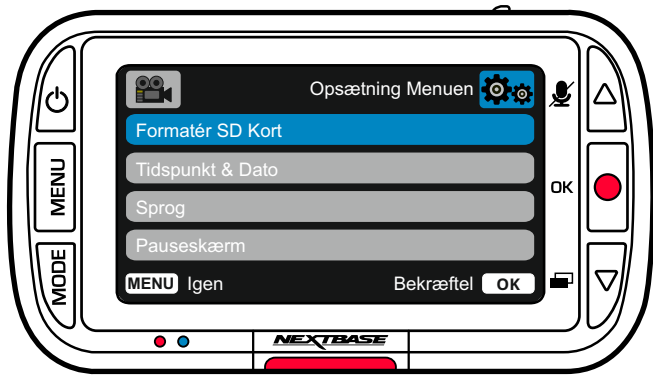 Opsætning Menuen
Formatér SD Kort
Tidspunkt & Dato
Sprog
Pauseskærm
MENU Igen
Bekræftel OK
MENU
MODE
OK
NEXTBASE